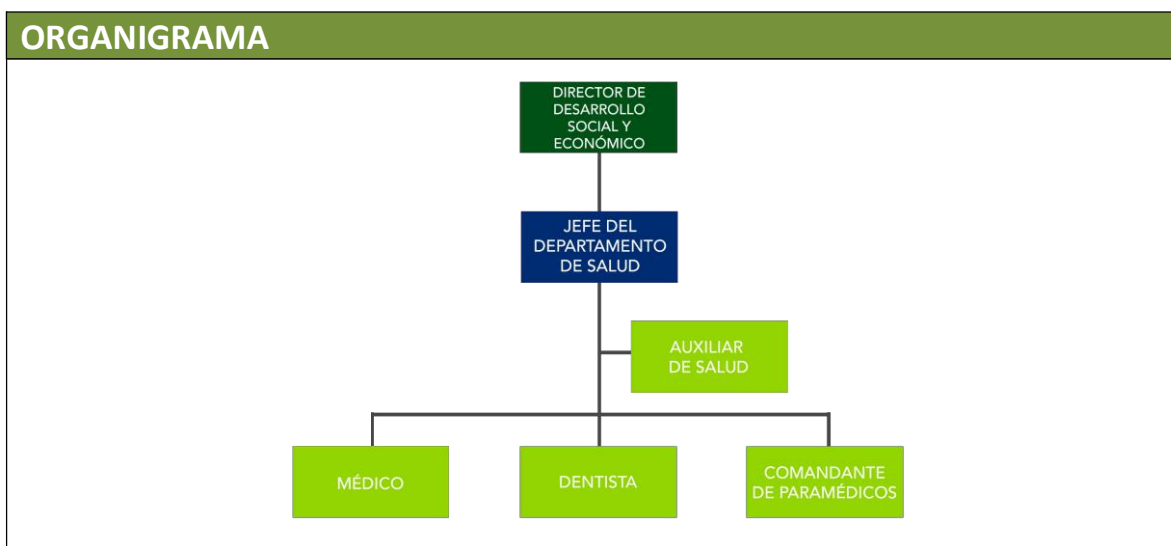 ORGANIGRAMA
DIRECTOR DE
DESARROLLO
SOCIAL Y
ECONÓMICO
JEFE DEL
DEPARTAMENTO
DE SALUD
AUXILIAR
DE SALUD
MÉDICO
DENTISTA
COMANDANTE
DE PARAMÉDICOS